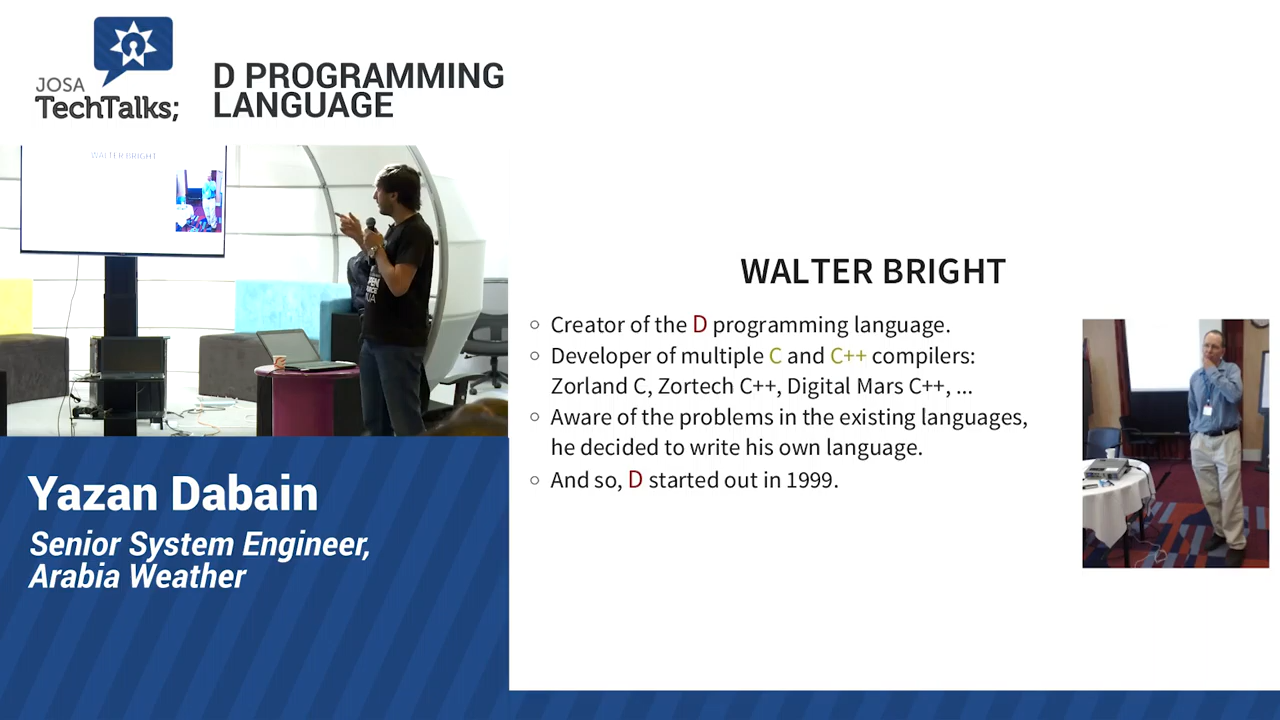 JOSA
TechTalks;
D PROGRAMMING
LANGUAGE
WALTER BRIGHT
WALTER BRIGHT
○ Creator of the D programming language.
○ Developer of multiple C and C++ compilers:
Zorland C, Zortech C++, Digital Mars C++, ...
○ Aware of the problems in the existing languages,
he decided to write his own language.
○ And so, D started out in 1999.
Yazan Dabain
Senior System Engineer,
Arabia Weather